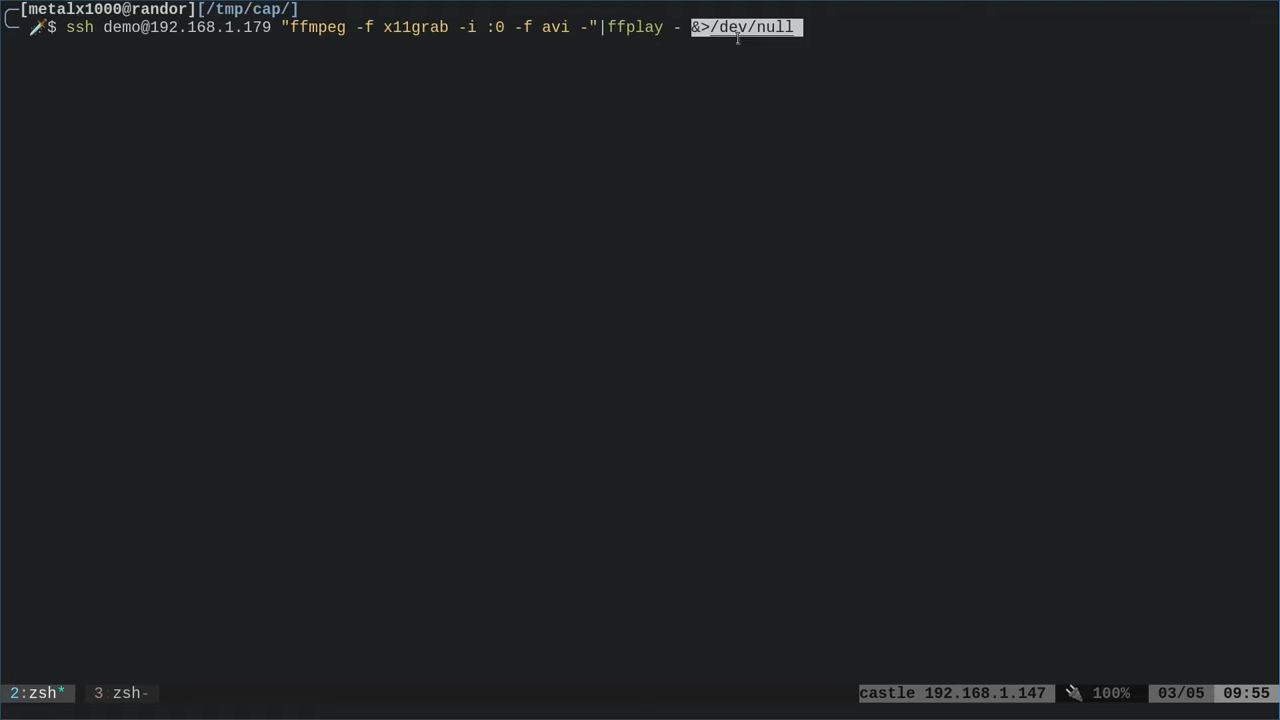 [metalx1000@randor][/tmp/cap/]
$ ssh demo@192.168.1.179 "ffmpeg -f x11grab -i :0 -f avi -"|ffplay - &>/dev/null
2:zsh* 3 zsh- castle 192.168.1.147 100% 03/05 09:55